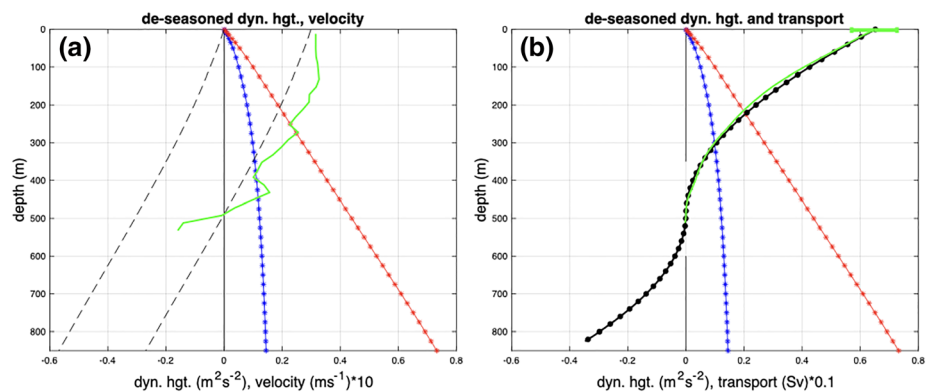 de-seasoned dyn. hgt., velocity
(a)
depth (m)
0
100
200
300
400
500
600
700
800
-0.6 -0.4 -0.2 0 0.2 0.4 0.6 0.8
dyn. hgt. (m²s⁻²), velocity (ms⁻¹)*10
de-seasoned dyn. hgt. and transport
(b)
depth (m)
0
100
200
300
400
500
600
700
800
-0.6 -0.4 -0.2 0 0.2 0.4 0.6 0.8
dyn. hgt. (m²s⁻²), transport (Sv)*0.1